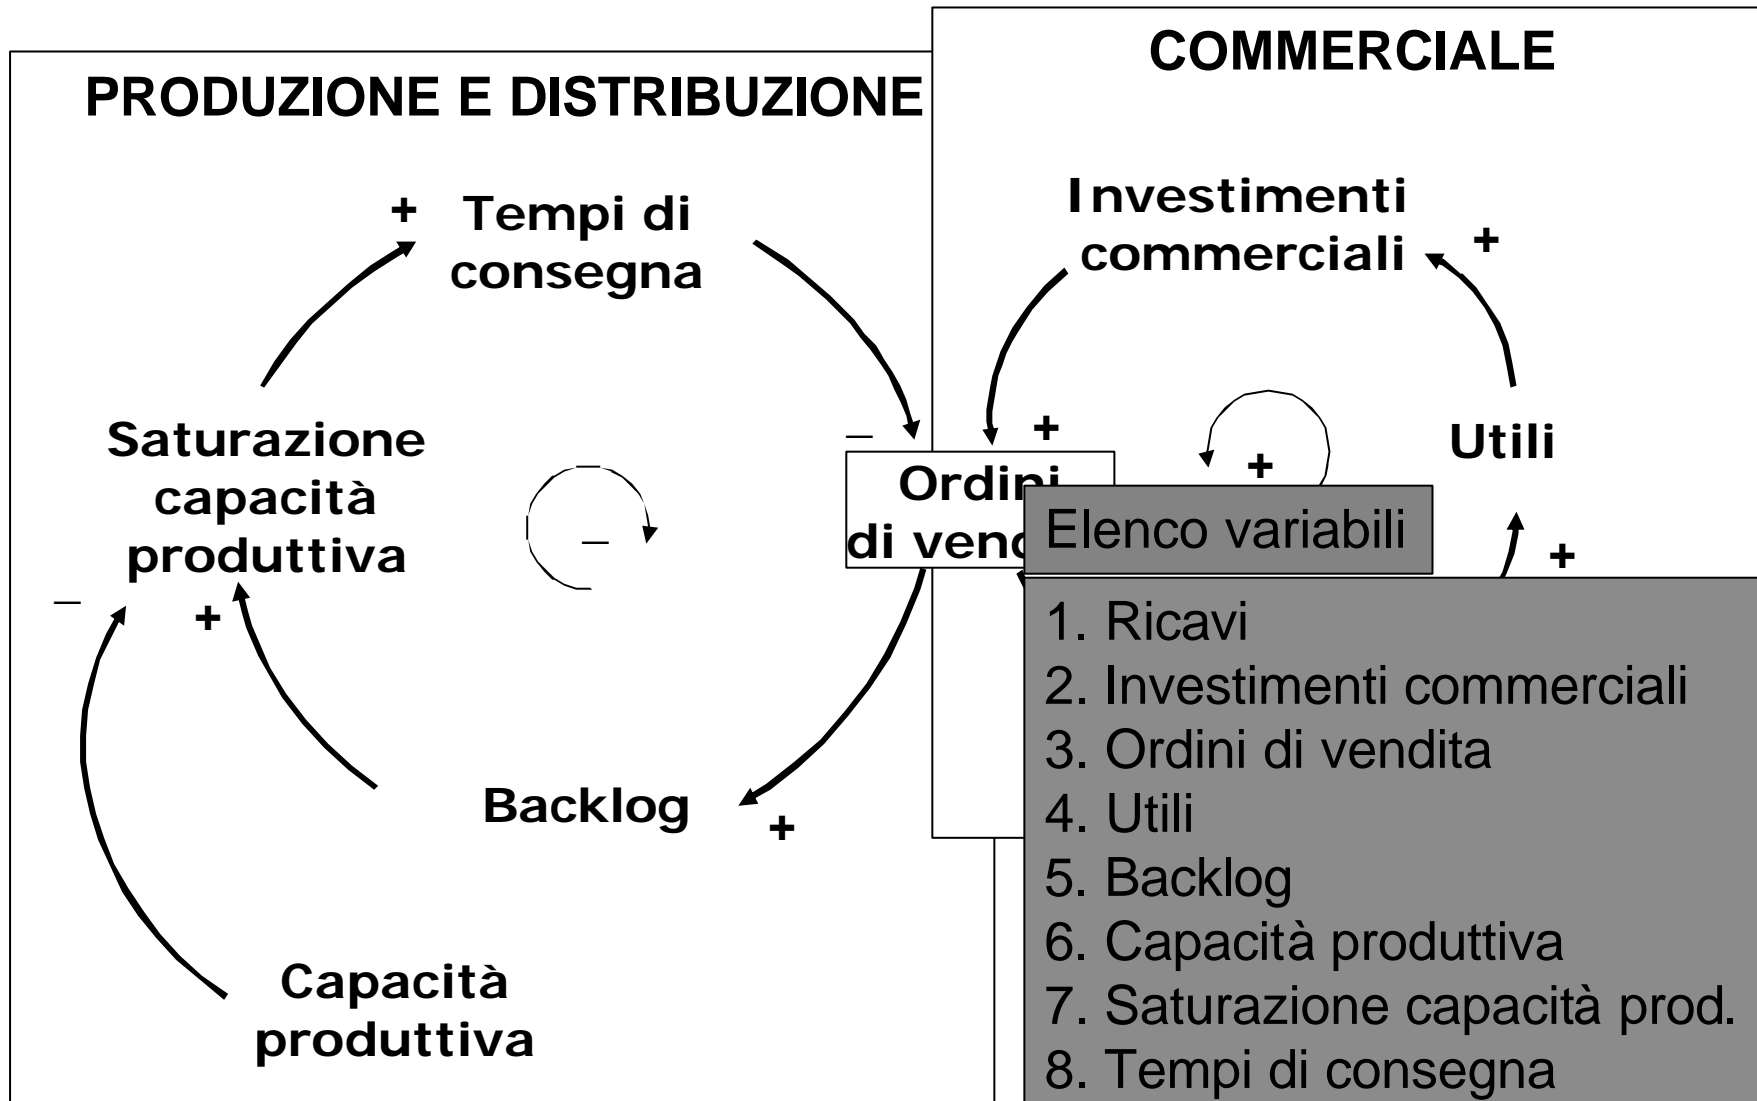 PRODUZIONE E DISTRIBUZIONE
COMMERCIALE
+
Tempi di
consegna
Investimenti
commerciali
+
Saturazione
capacità
produttiva
–
–
+
Ordini
di
+
Utili
+
–
+
Backlog
+
Capacità
produttiva
Elenco variabili
1. Ricavi
2. Investimenti commerciali
3. Ordini di vendita
4. Utili
5. Backlog
6. Capacità produttiva
7. Saturazione capacità prod.
8. Tempi di consegna